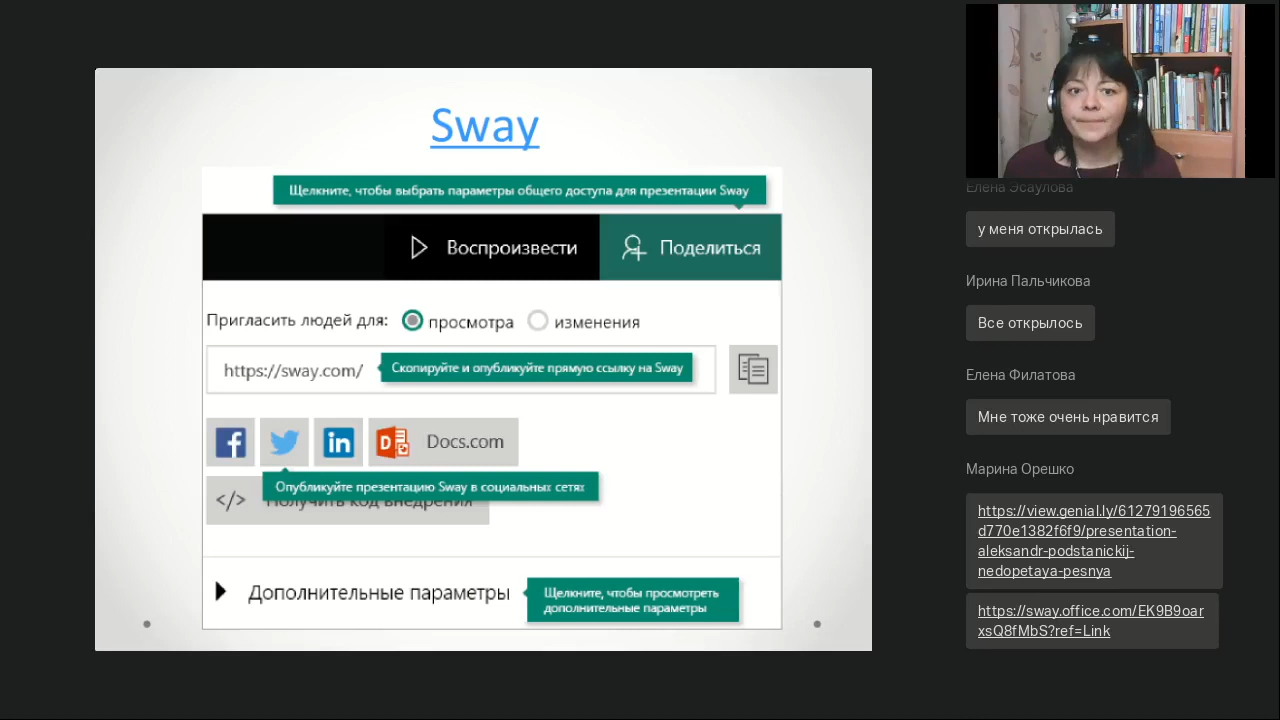 Sway
Щелкните, чтобы выбрать параметры общего доступа для презентации Sway
Воспроизвести
Поделиться
Пригласить людей для:
просмотра
изменения
https://sway.com/
Скопируйте и опубликуйте прямую ссылку на Sway
Docs.com
Опубликуйте презентацию Sway в социальных сетях
</> Получить код внедрения
Дополнительные параметры
Щелкните, чтобы просмотреть
дополнительные параметры
Елена Эсаулова
у меня открылась
Ирина Пальчикова
Все открылось
Елена Филатова
Мне тоже очень нравится
Марина Орешко
https://view.genial.ly/61279196565
d770e1382f6f9/presentation-
aleksandr-podstanickij-
nedopetaya-pesnya
https://sway.office.com/EK9B9oar
xsQ8fMbS?ref=Link